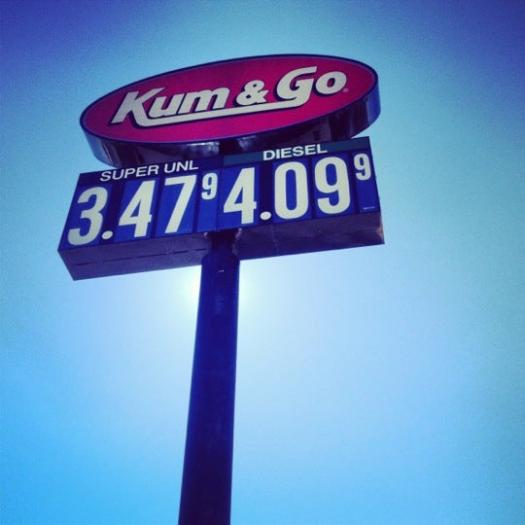 Kum & Go®
SUPER UNL DIESEL
3.47 9 4.09 9